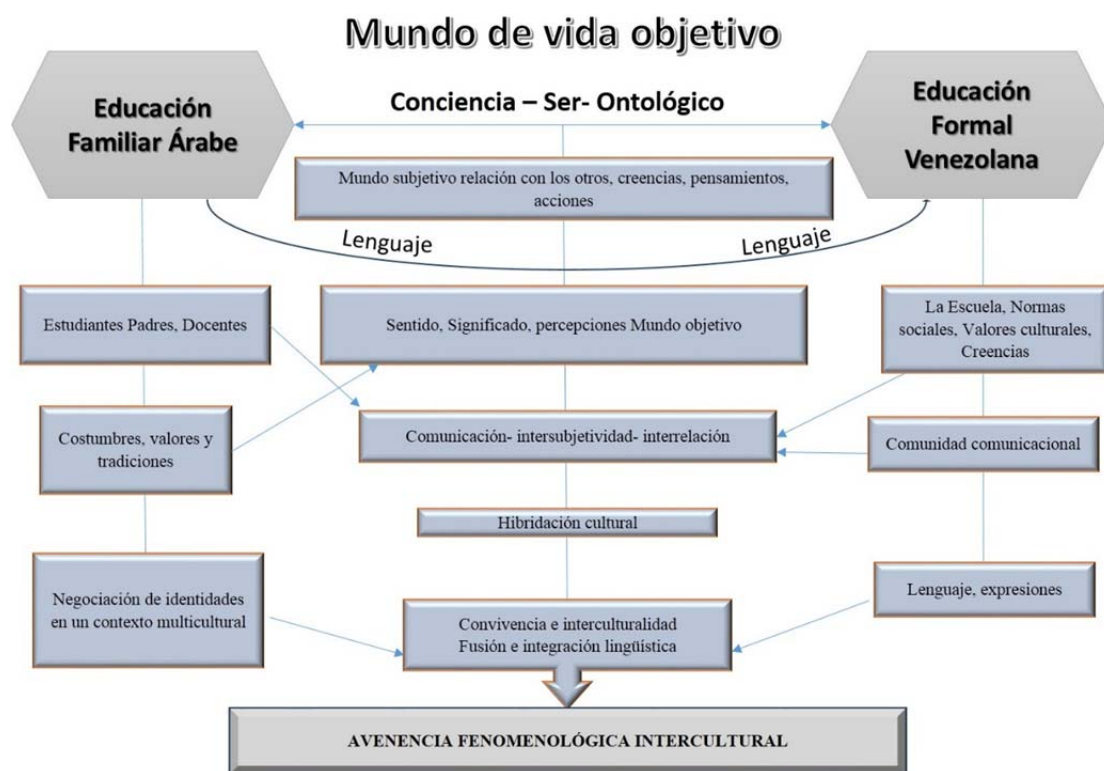 Mundo de vida objetivo
Educación
Familiar Árabe
Conciencia – Ser- Ontológico
Educación
Formal
Venezolana
Mundo subjetivo relación con los otros, creencias, pensamientos,
acciones
Lenguaje
Lenguaje
Estudiantes Padres, Docentes
Sentido, Significado, percepciones Mundo objetivo
La Escuela, Normas
sociales, Valores culturales,
Creencias
Costumbres, valores y
tradiciones
Comunicación- intersubjetividad- interrelación
Comunidad comunicacional
Hibridación cultural
Negociación de identidades
en un contexto multicultural
Convivencia e interculturalidad
Fusión e integración lingüística
Lenguaje, expresiones
AVENENCIA FENOMENOLÓGICA INTERCULTURAL